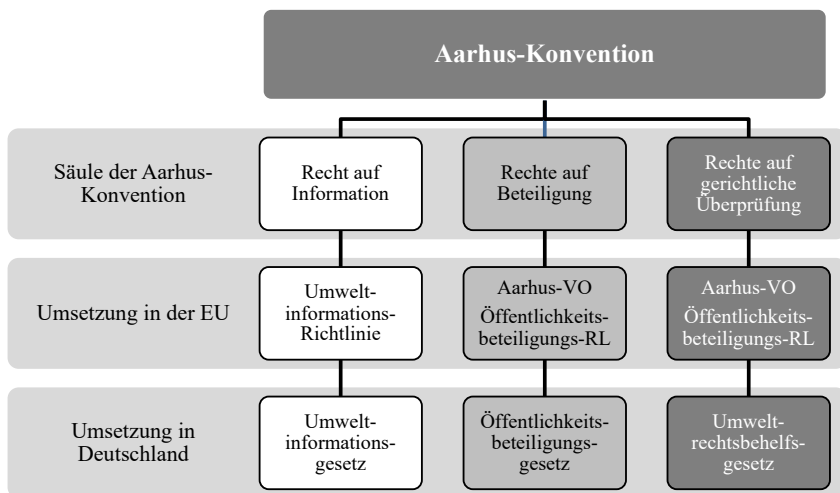 Aarhus-Konvention
Säule der Aarhus-
Konvention
Recht auf
Information
Rechte auf
Beteiligung
Rechte auf
gerichtliche
Überprüfung
Umsetzung in der EU
Umwelt-
informations-
Richtlinie
Aarhus-VO
Öffentlichkeits-
beteiligungs-RL
Aarhus-VO
Öffentlichkeits-
beteiligungs-RL
Umsetzung in
Deutschland
Umwelt-
informations-
gesetz
Öffentlichkeits-
beteiligungs-
gesetz
Umwelt-
rechtsbehelfs-
gesetz